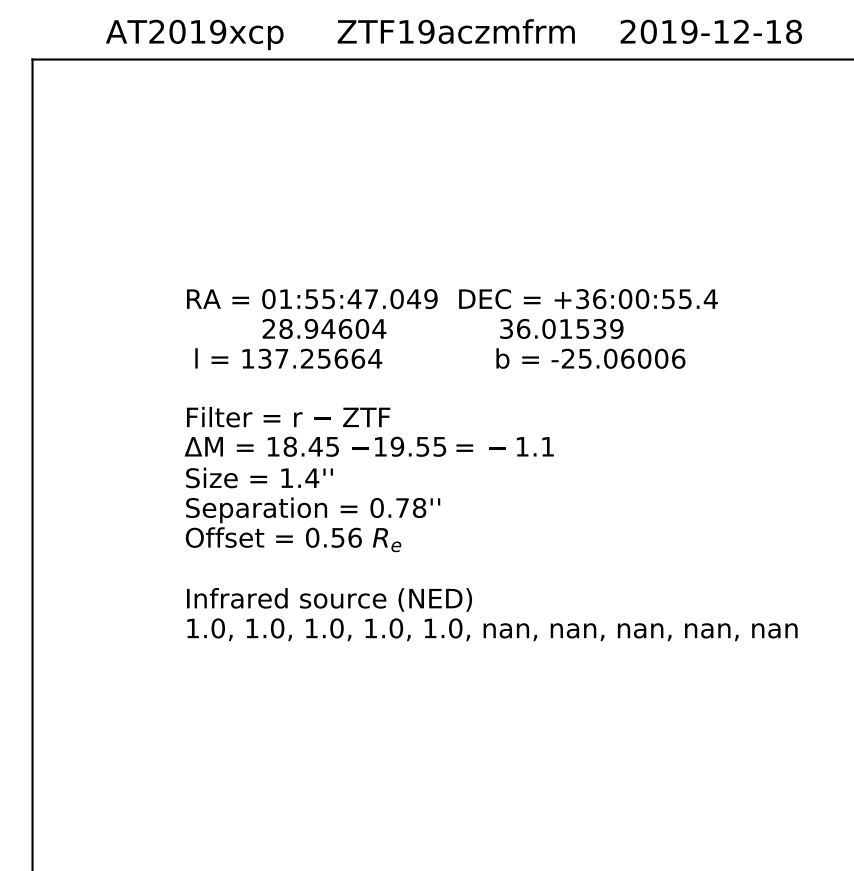 AT2019xcp ZTF19aczmfrm 2019-12-18
RA = 01:55:47.049 DEC = +36:00:55.4
28.94604 36.01539
l = 137.25664 b = -25.06006
Filter = r − ZTF
ΔM = 18.45 −19.55 = − 1.1
Size = 1.4''
Separation = 0.78''
Offset = 0.56 Re
Infrared source (NED)
1.0, 1.0, 1.0, 1.0, 1.0, nan, nan, nan, nan, nan